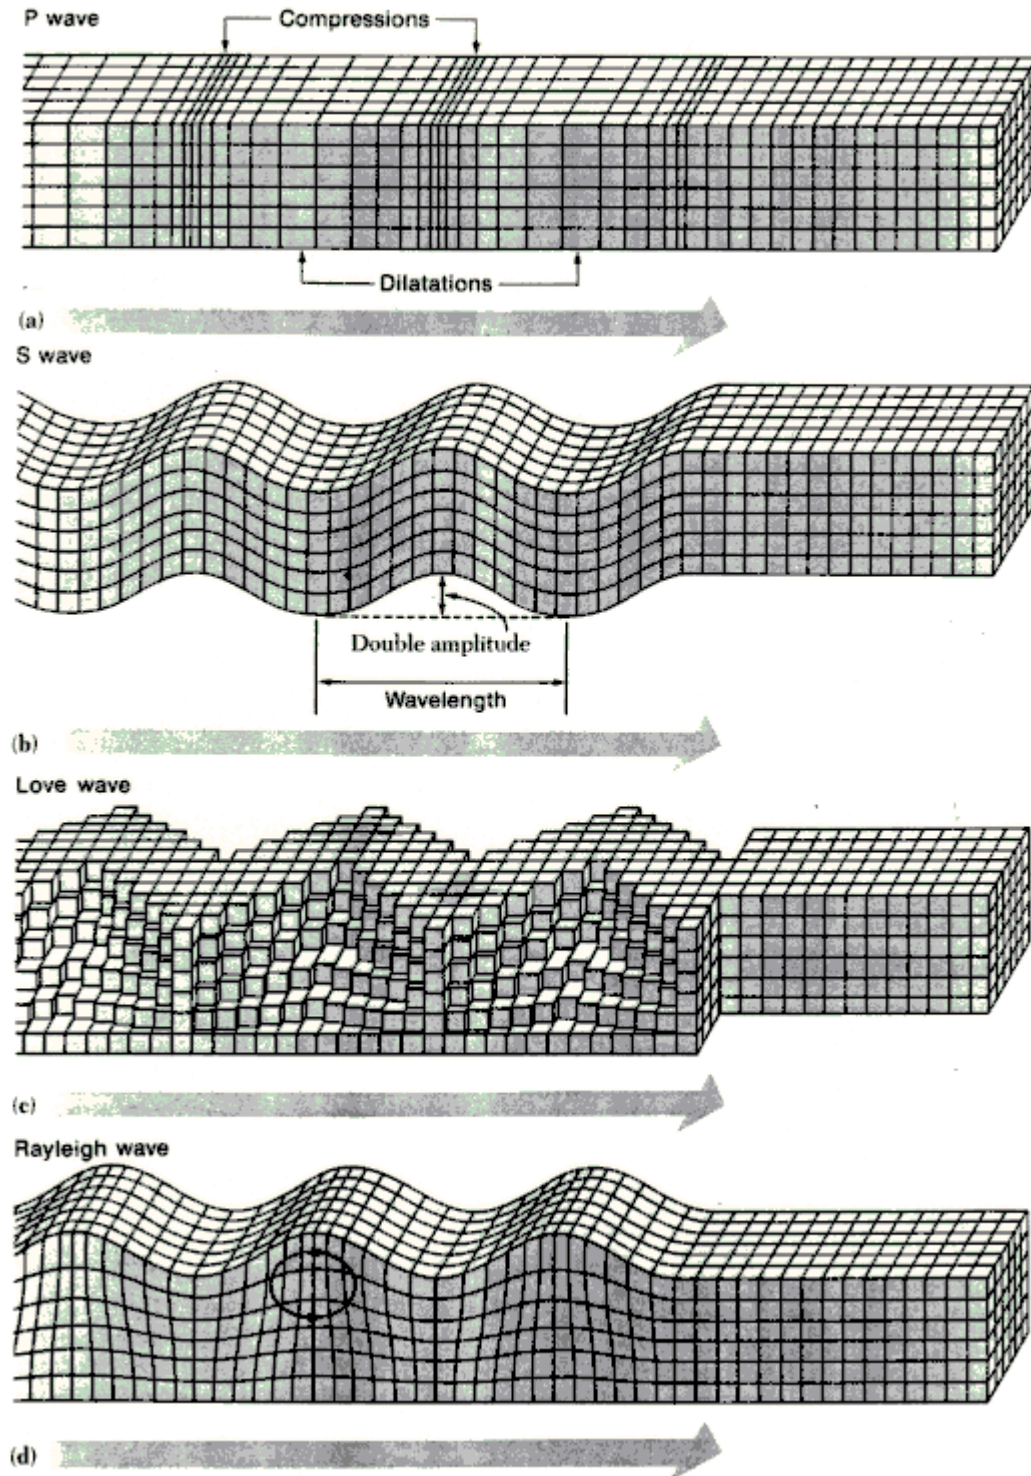 P wave
Compressions
Dilatations
(a)
S wave
Double amplitude
Wavelength
(b)
Love wave
(c)
Rayleigh wave
(d)